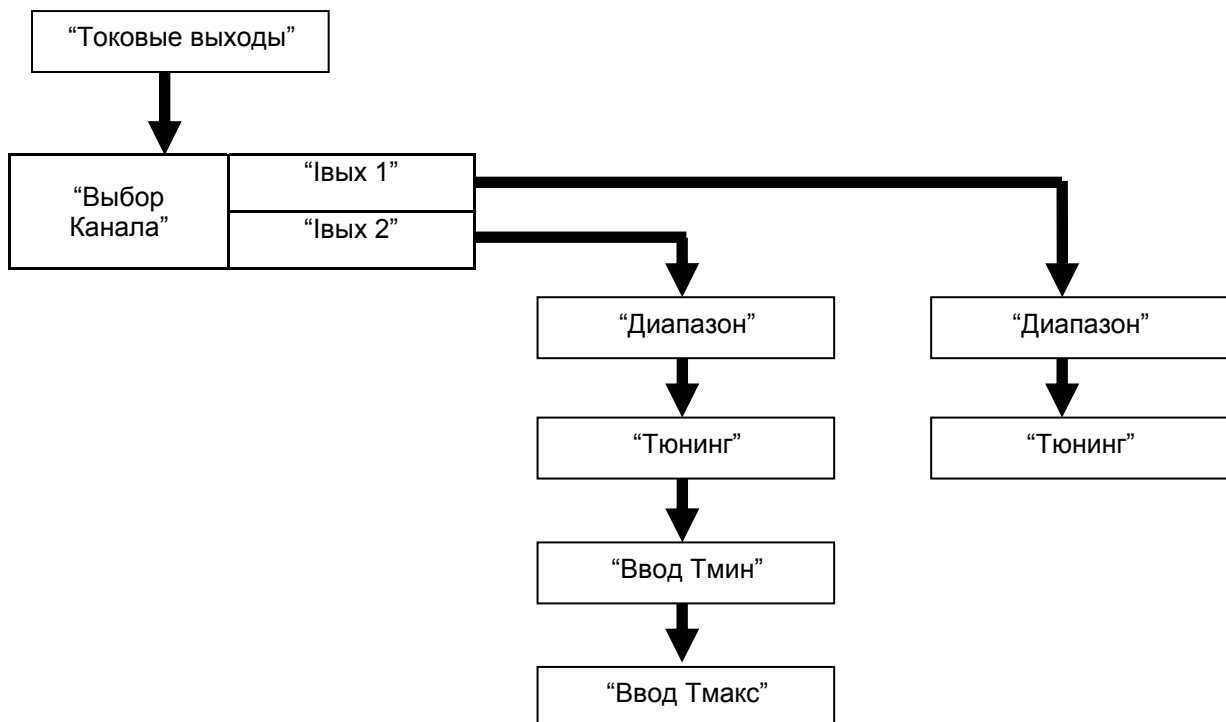 “Токовые выходы”
“Выбор
Канала”
“Iвых 1”
“Iвых 2”
“Диапазон”
“Диапазон”
“Тюнинг”
“Тюнинг”
“Ввод Тмин”
“Ввод Тмакс”